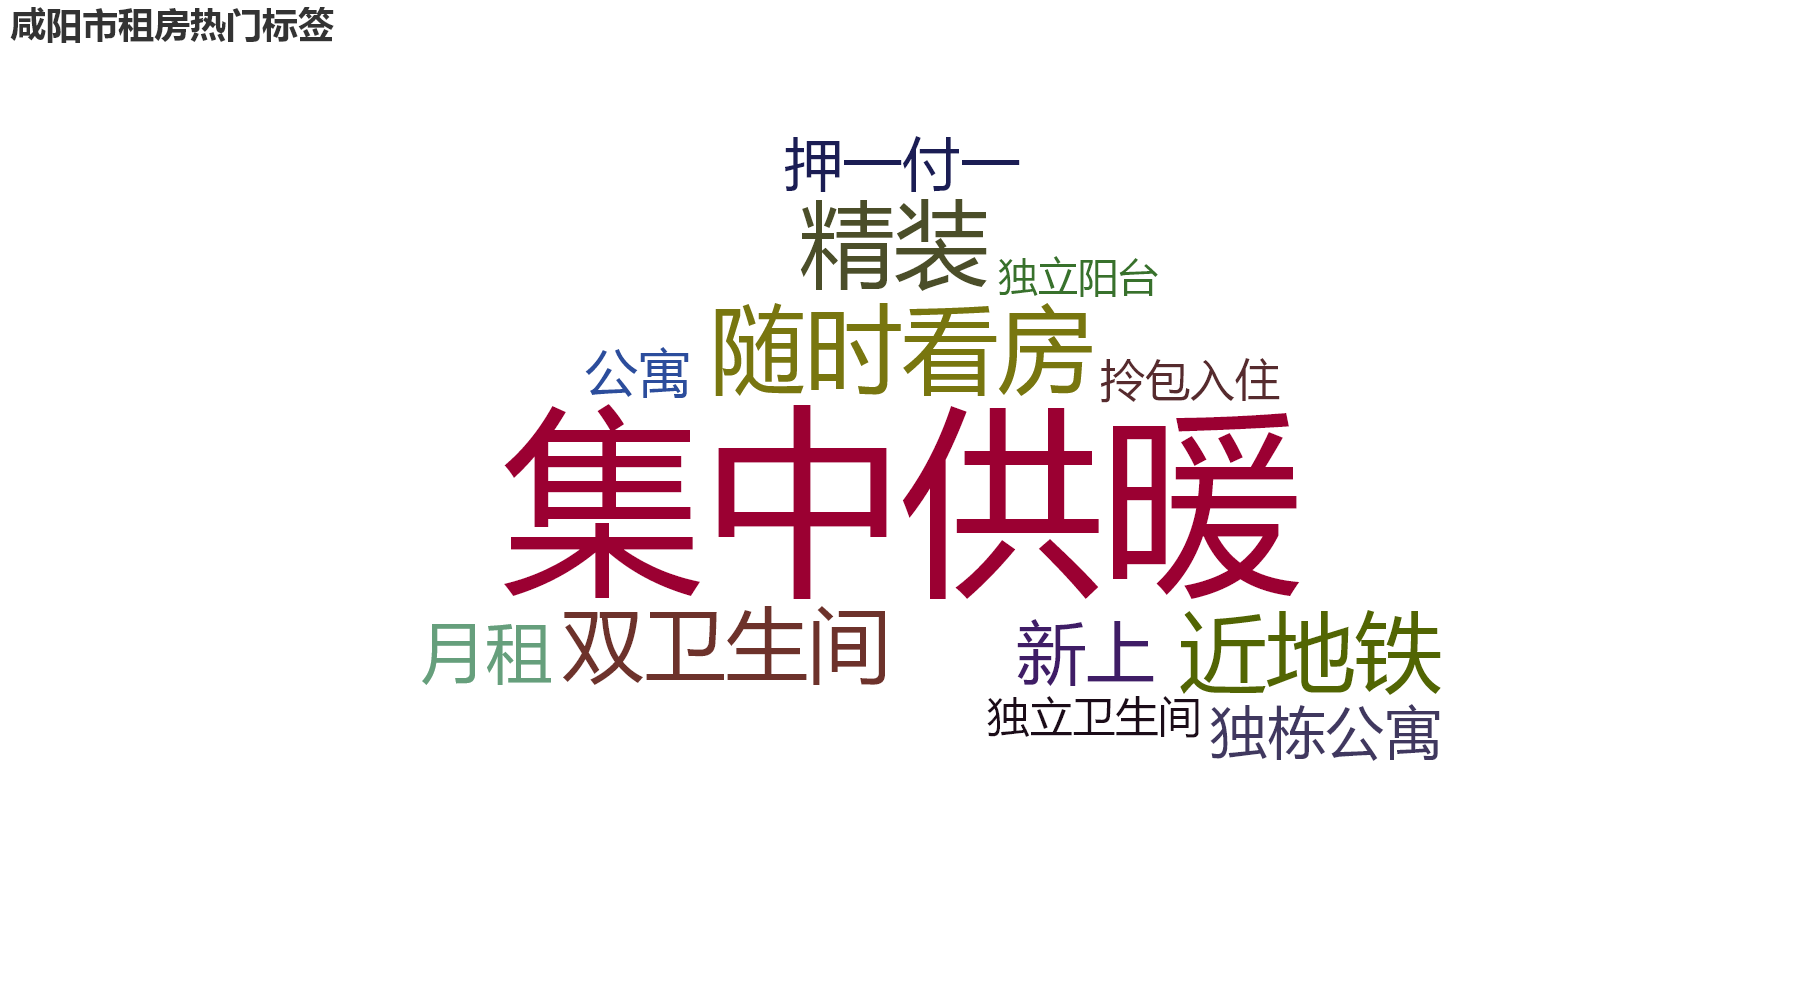 咸阳市租房热门标签
押一付一
精装
独立阳台
随时看房
公寓
拎包入住
集中供暖
月租
双卫生间
新上
近地铁
独立卫生间
独栋公寓